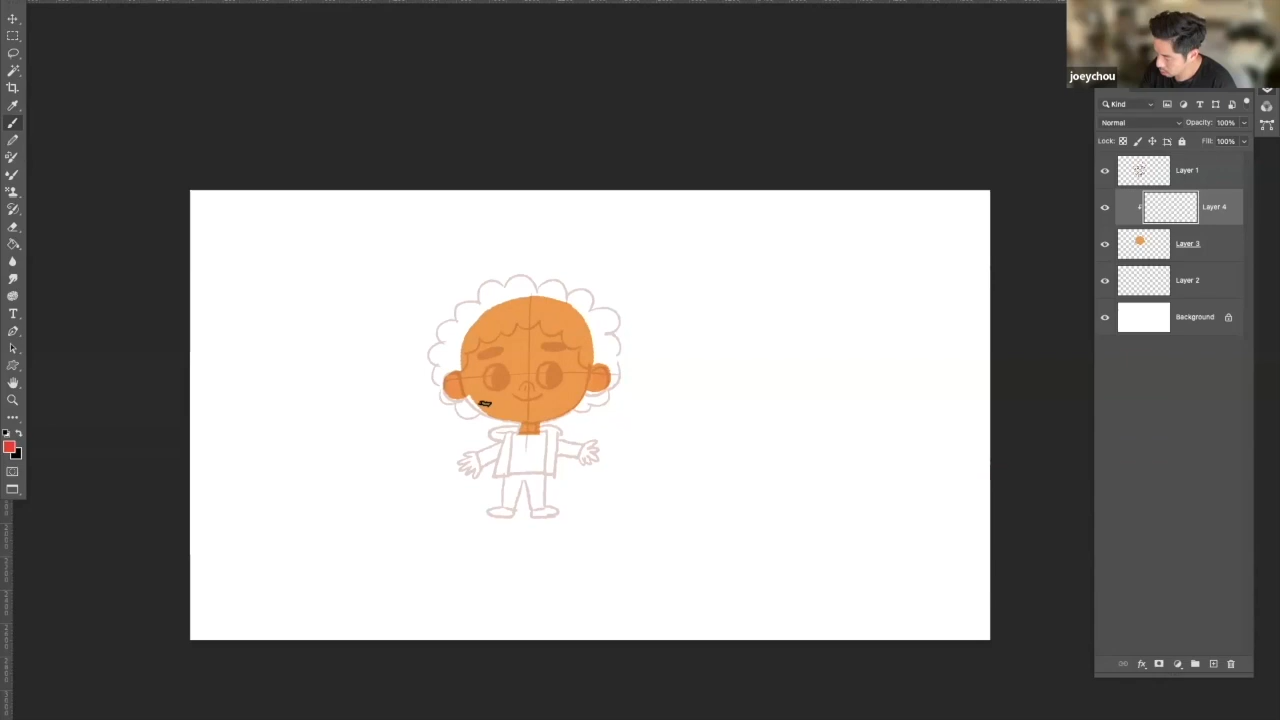 joeychou
Kind
Normal Opacity: 100%
Lock: Fill: 100%
Layer 1
Layer 4
Layer 3
Layer 2
Background